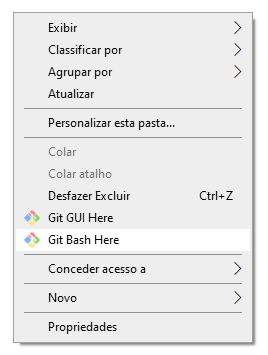 Exibir
Classificar por
Agrupar por
Atualizar
Personalizar esta pasta...
Colar
Colar atalho
Desfazer Excluir Ctrl+Z
Git GUI Here
Git Bash Here
Conceder acesso a
Novo
Propriedades